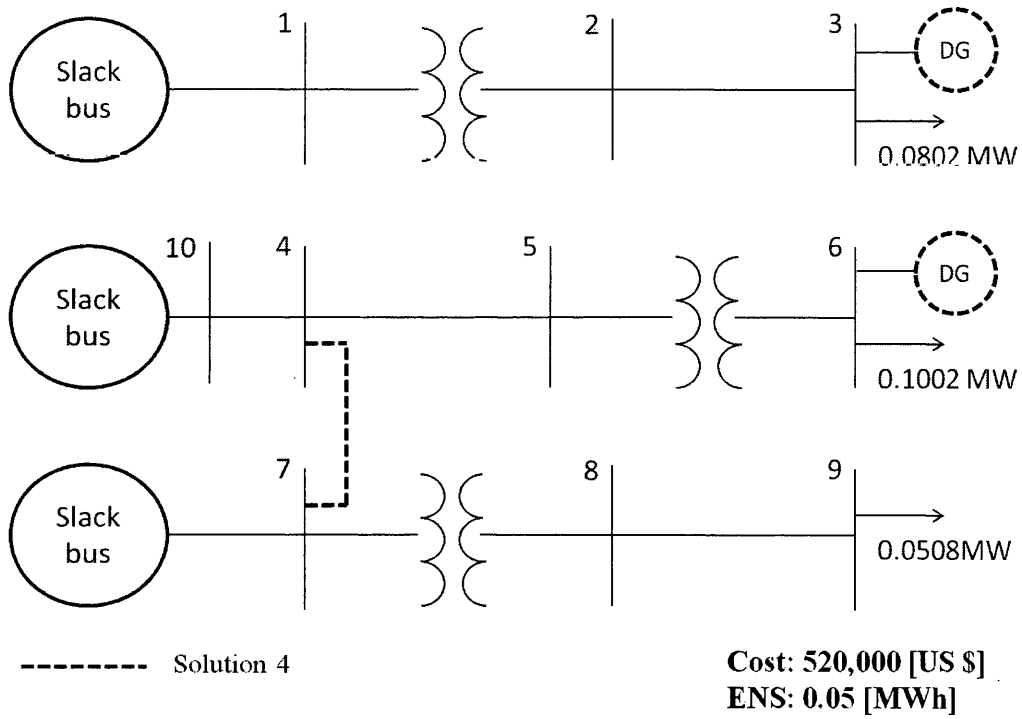 1
2
3
Slack
bus
DG
0.0802 MW
10
4
5
6
Slack
bus
DG
0.1002 MW
7
8
9
Slack
bus
0.0508MW
Solution 4
Cost: 520,000 [US $]
ENS: 0.05 [MWh]